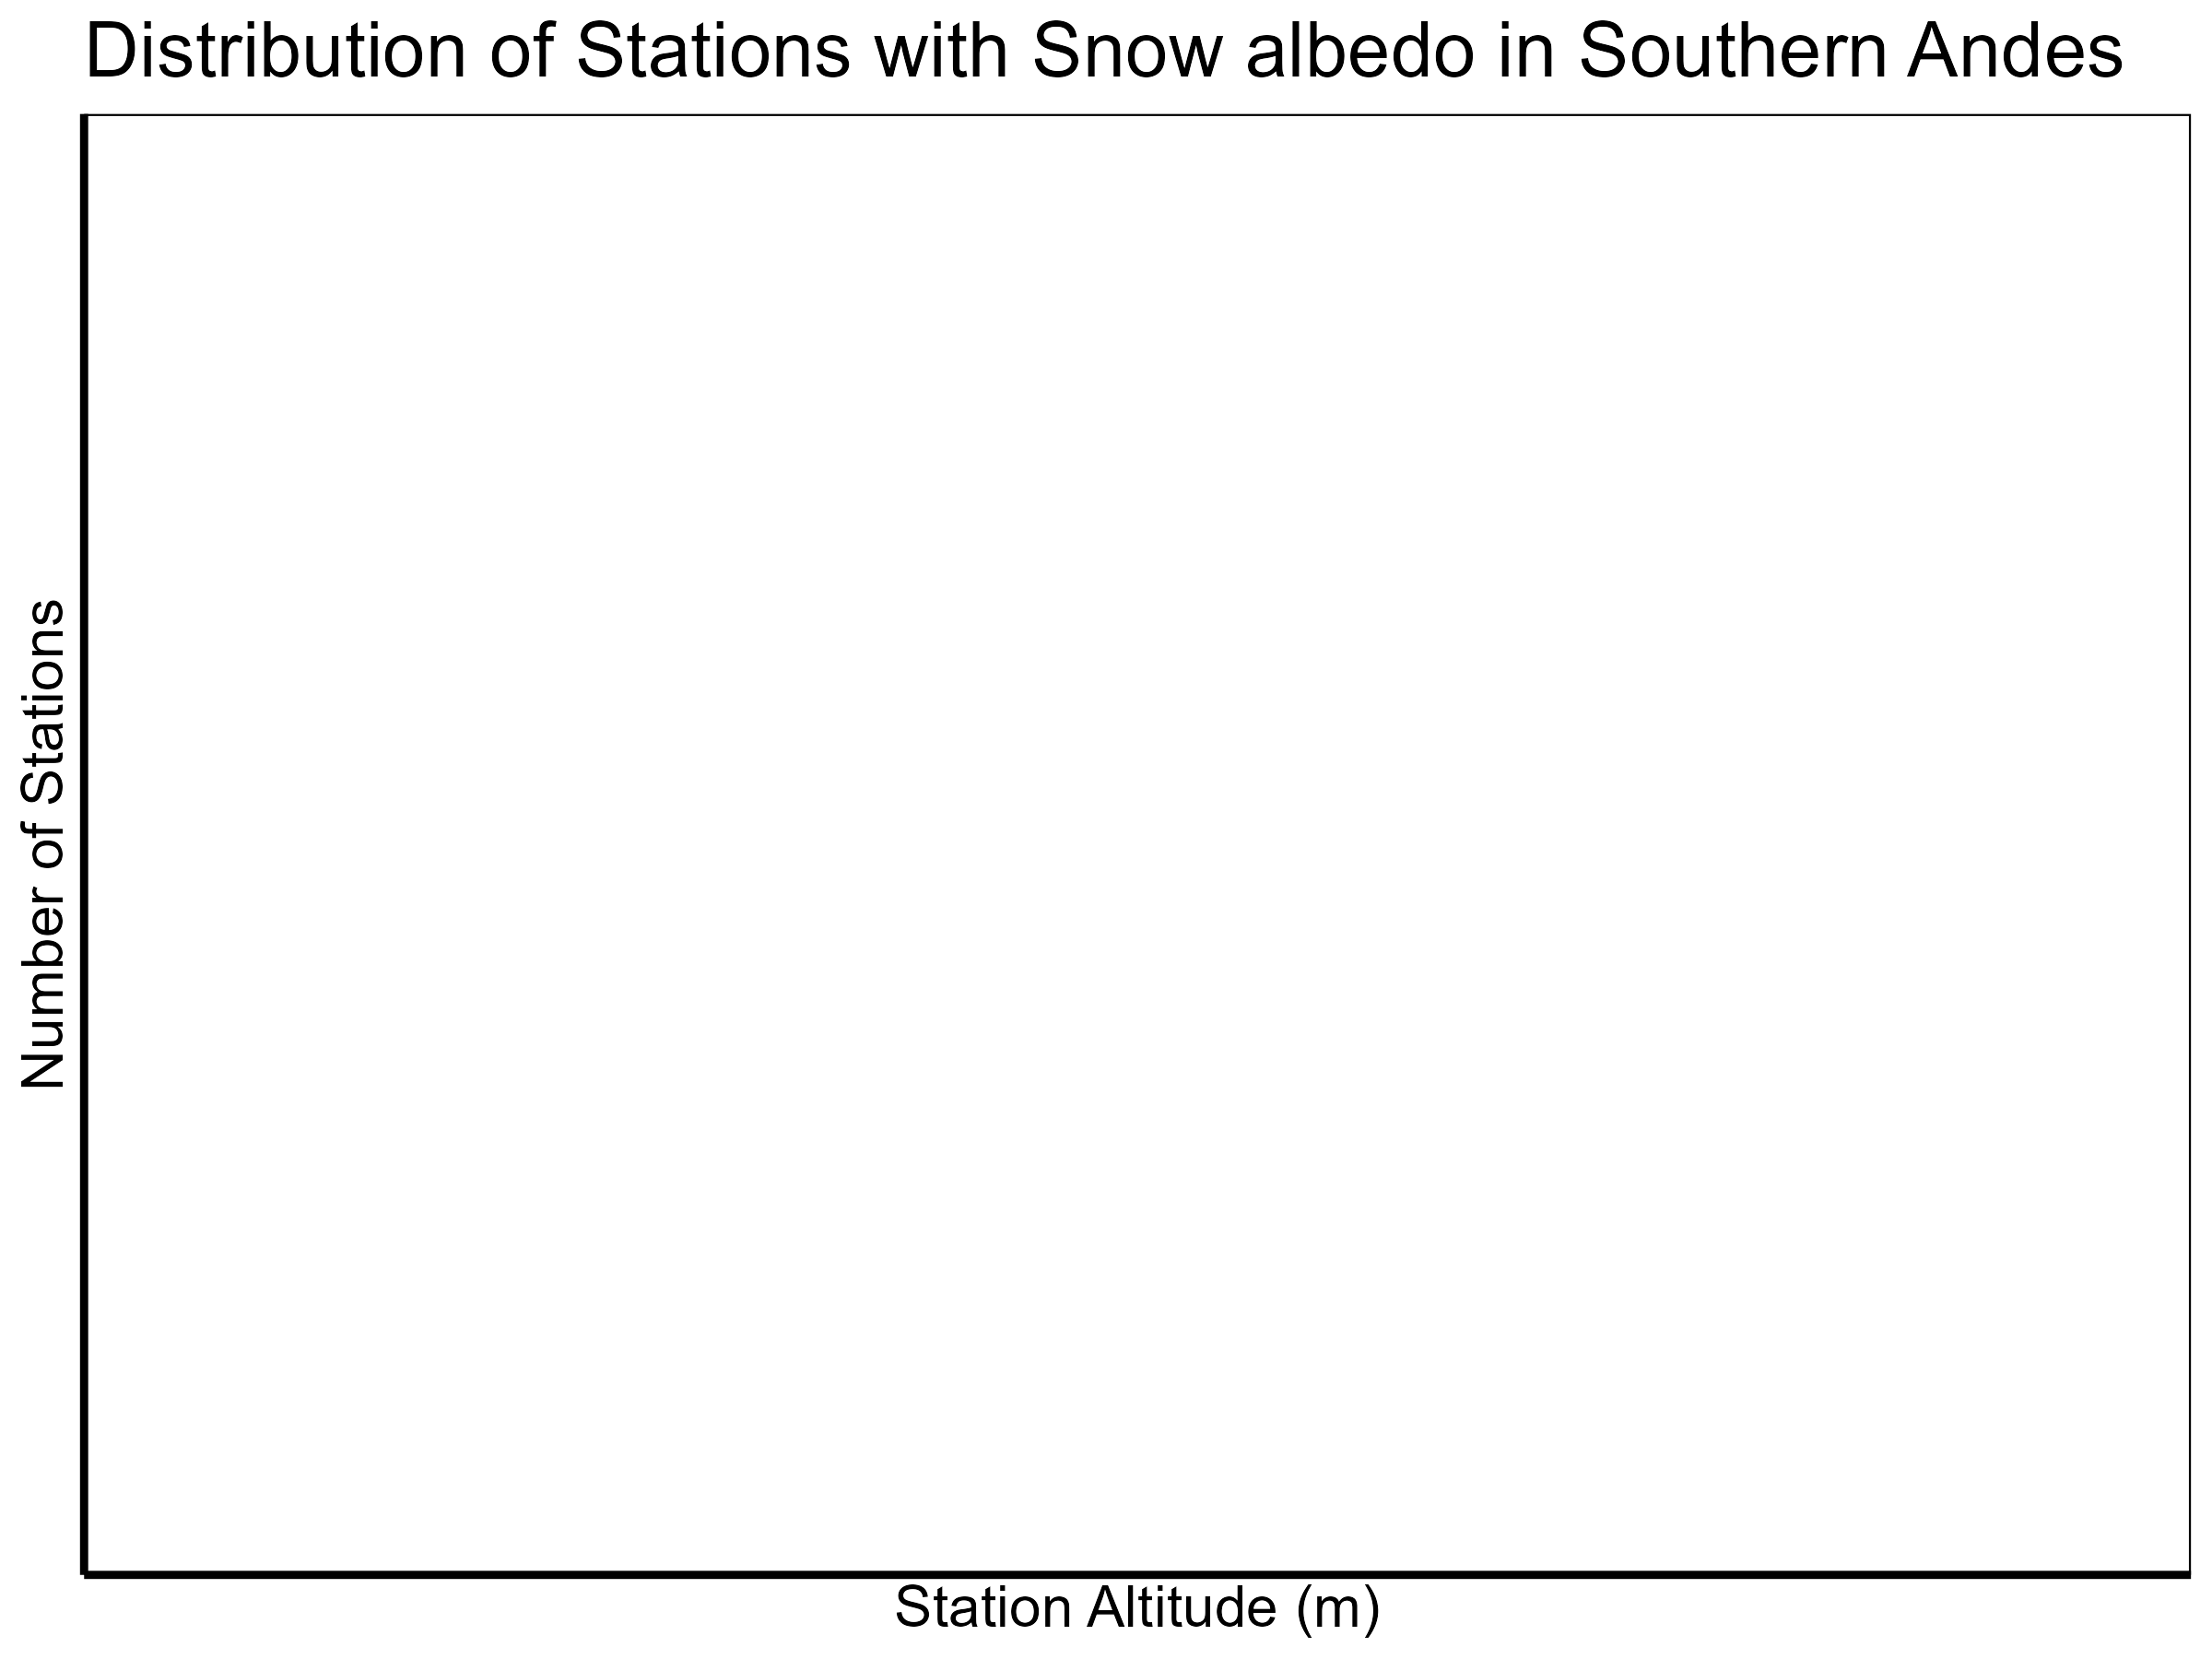 Distribution of Stations with Snow albedo in Southern Andes
Number of Stations
Station Altitude (m)